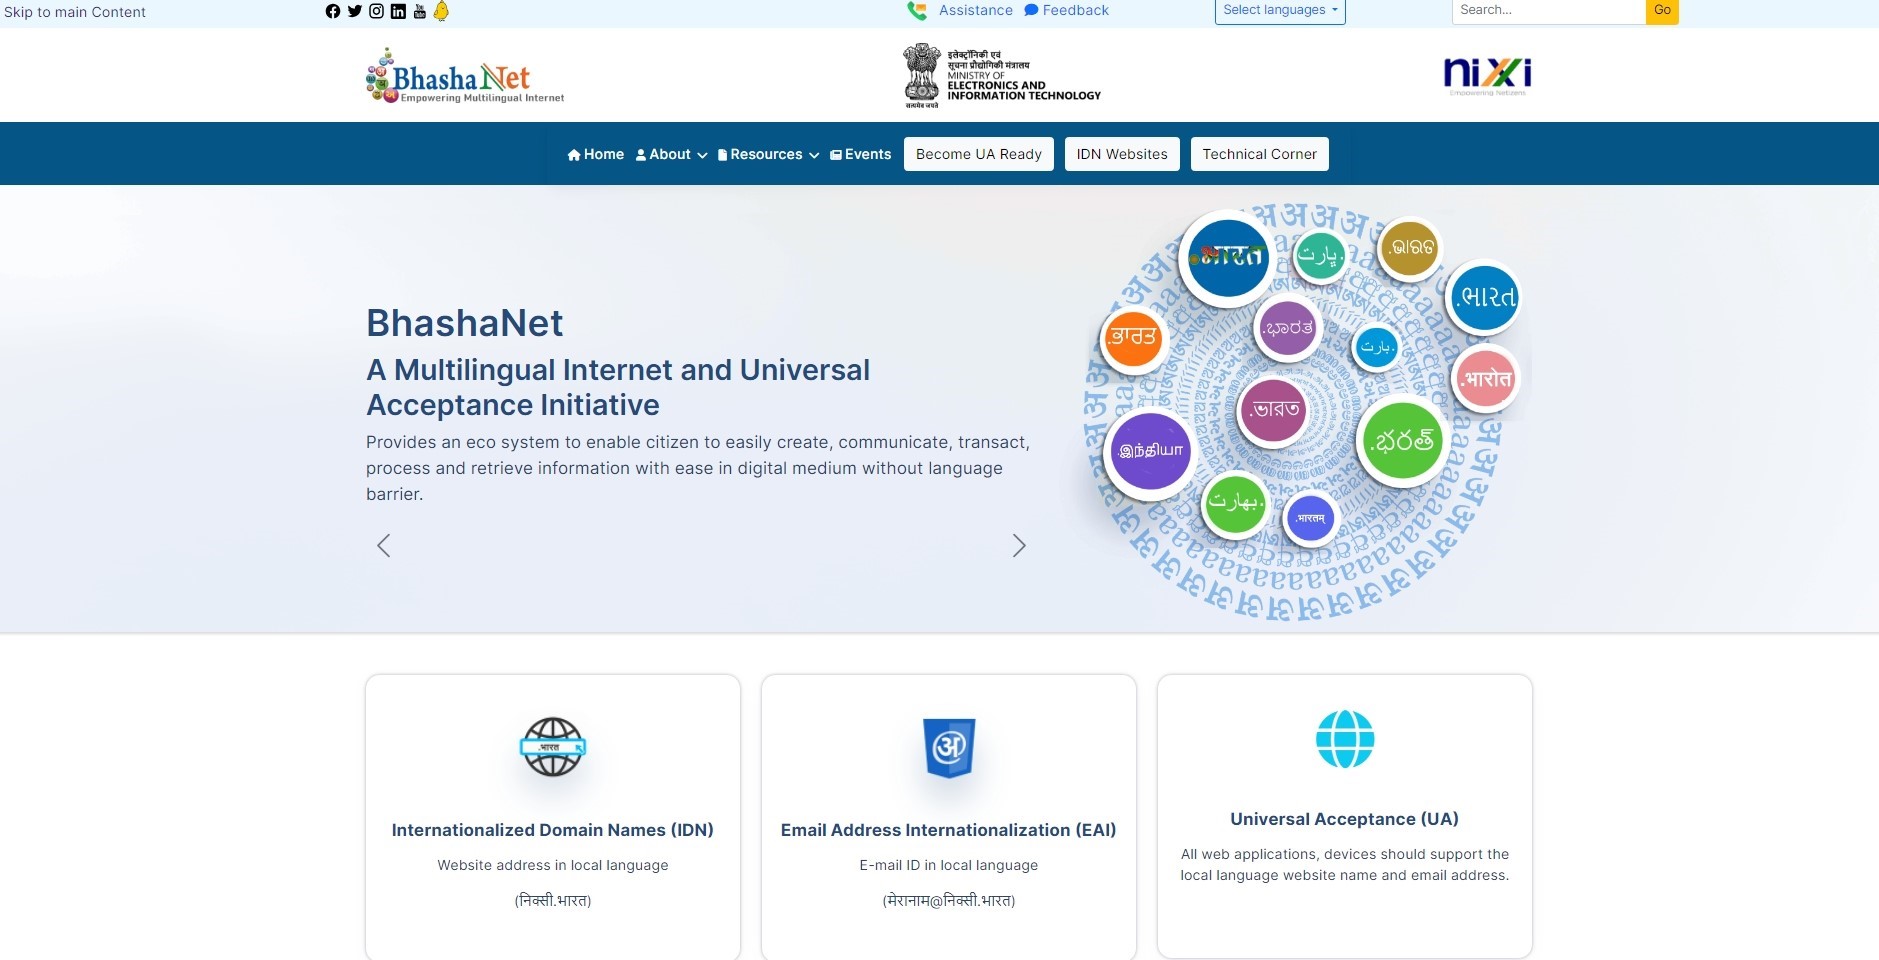 Skip to main Content
Assistance
Feedback
Select languages
Search...
Go
BhashaNet
Empowering Multilingual Internet
इलेक्ट्रॉनिकी एवं
सूचना प्रौद्योगिकी मंत्रालय
MINISTRY OF
ELECTRONICS AND
INFORMATION TECHNOLOGY
सत्यमेव जयते
nixi
Empowering Netizens
Home
About
Resources
Events
Become UA Ready
IDN Websites
Technical Corner
BhashaNet
A Multilingual Internet and Universal
Acceptance Initiative
Provides an eco system to enable citizen to easily create, communicate, transact,
process and retrieve information with ease in digital medium without language
barrier.
.भारत
.ڀارت
.ଭାରତ
.ભારત
.ਭਾਰਤ
.ಭಾರತ
.بارت
.भारोत
.ভারত
.இந்தியா
.భరత్
.بھارت
.भारतम्
.भारत
अ
Internationalized Domain Names (IDN)
Website address in local language
(निक्सी.भारत)
Email Address Internationalization (EAI)
E-mail ID in local language
(मेरानाम@निक्सी.भारत)
Universal Acceptance (UA)
All web applications, devices should support the
local language website name and email address.